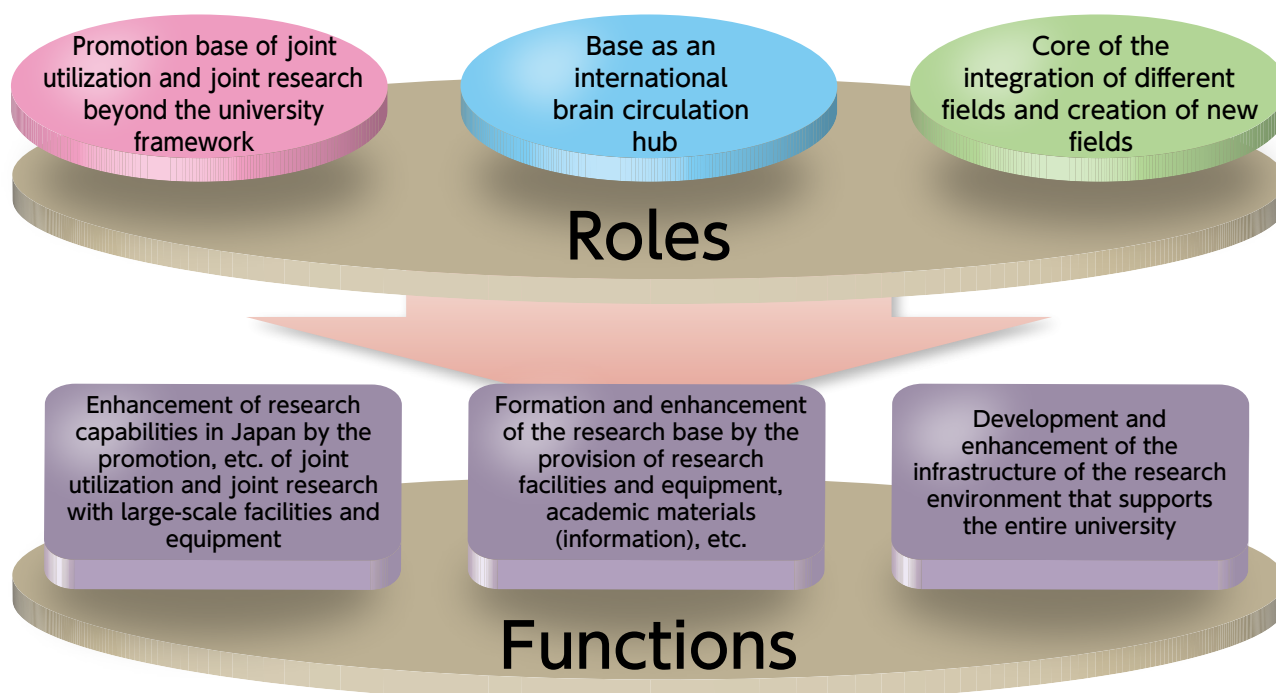 Promotion base of joint
utilization and joint research
beyond the university
framework
Base as an
international
brain circulation
hub
Core of the
integration of different
fields and creation of new
fields
Roles
Enhancement of research
capabilities in Japan by the
promotion, etc. of joint
utilization and joint research
with large-scale facilities and
equipment
Formation and enhancement
of the research base by the
provision of research
facilities and equipment,
academic materials
(information), etc.
Development and
enhancement of the
infrastructure of the research
environment that supports
the entire university
Functions